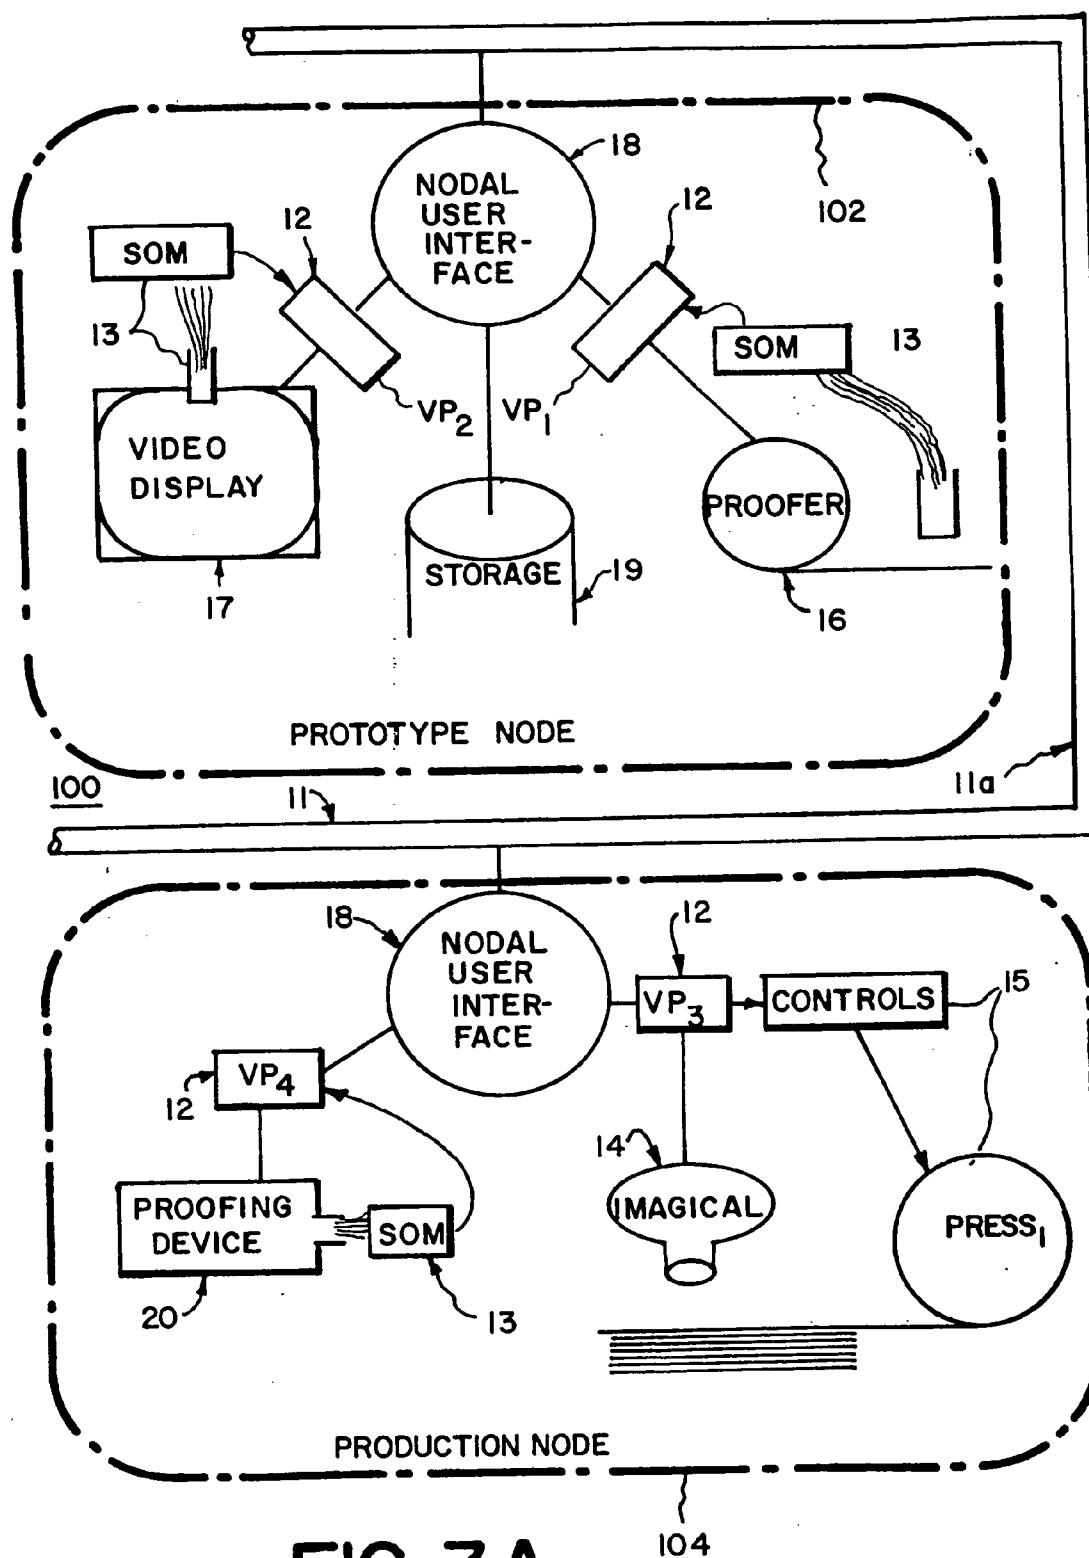 18
NODAL
USER
INTER-
FACE
102
12
12
SOM
SOM
13
13
VP2
VP1
VIDEO
DISPLAY
PROOFER
STORAGE
19
17
16
PROTOTYPE NODE
100
11
11a
18
NODAL
USER
INTER-
FACE
12
VP3
CONTROLS
15
VP4
12
14
IMAGICAL
PROOFING
DEVICE
SOM
PRESS1
20
13
PRODUCTION NODE
104